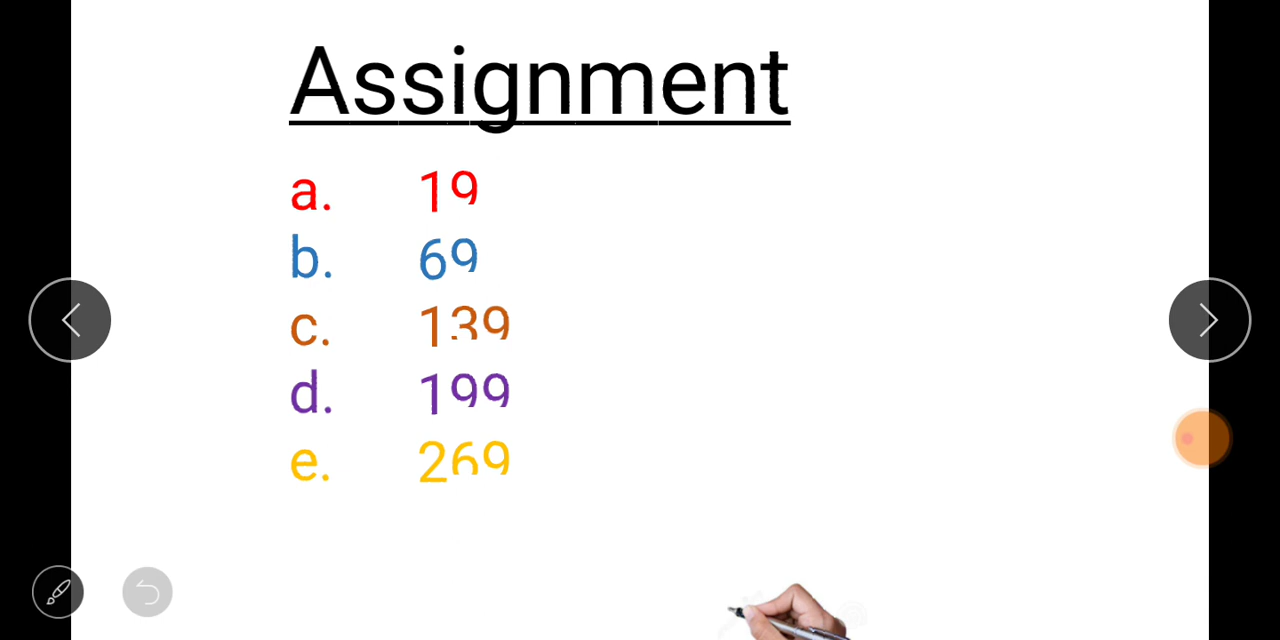 Assignment
a. 19
b. 69
c. 139
d. 199
e. 269